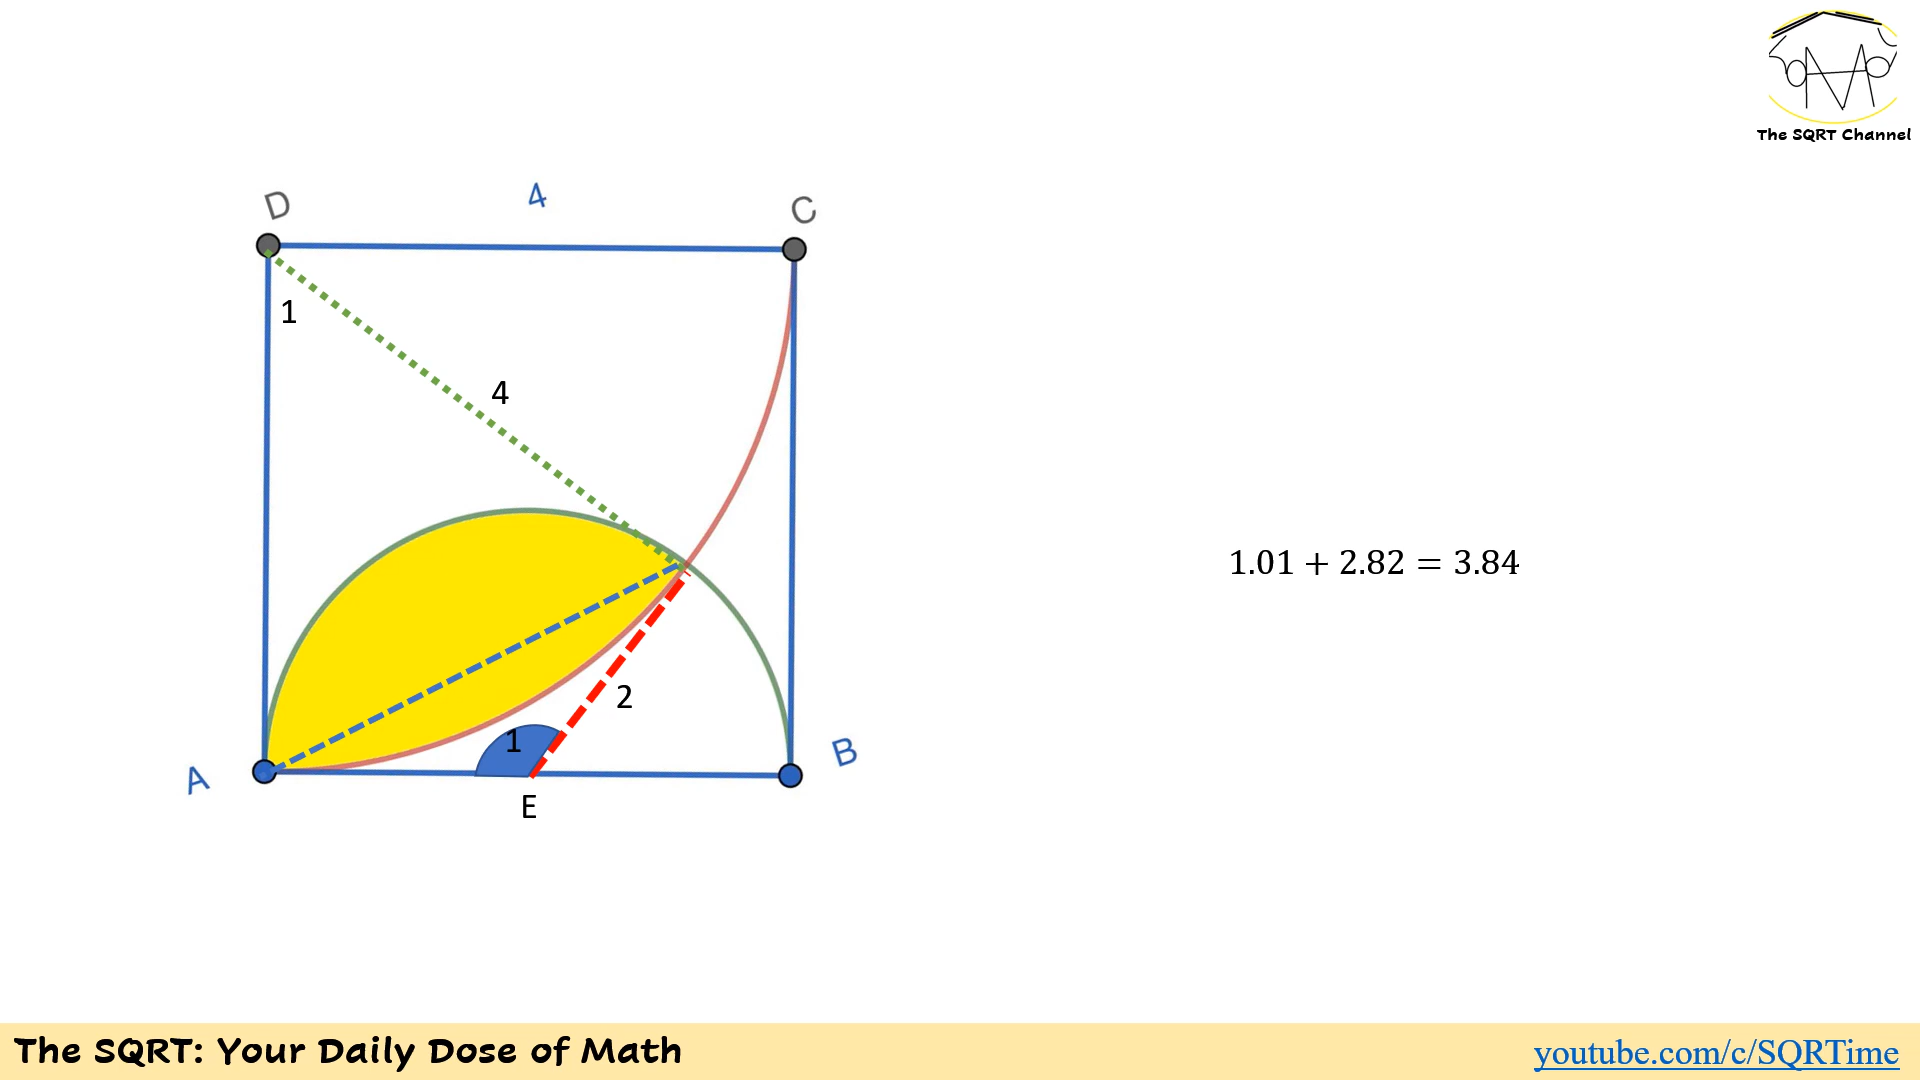 The SQRT Channel
D
4
C
1
4
1.01 + 2.82 = 3.84
2
1
A
B
E
The SQRT: Your Daily Dose of Math
youtube.com/c/SQRTime